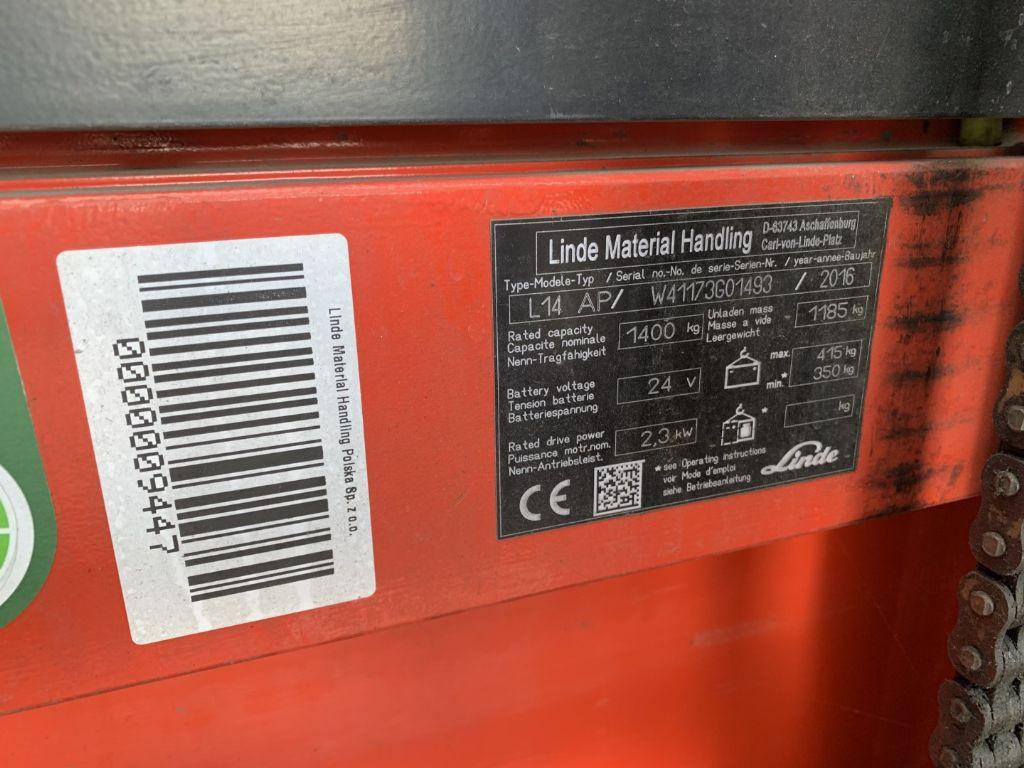 Linde Material Handling Polska Sp. z o.o.
Linde Material Handling
D-63743 Aschaffenburg
Carl-von-Linde-Platz
Type-Modele-Typ / Serial no.-No. de serie-Serien-Nr. / year-annee-Baujahr
L14 AP/ W41173G01493 / 2016
Rated capacity
Capacite nominale
Nenn-Tragfähigkeit
1400 kg
Unladen mass
Masse a vide
Leergewicht
1185 kg
Battery voltage
Tension batterie
Batteriespannung
24 V
max. 415 kg
min.* 350 kg
Rated drive power
Puissance motr.nom.
Nenn-Antriebsleist.
2,3 kW
* kg
CE
* see Operating instructions
voir Mode d'emploi
siehe Betriebsanleitung
Linde